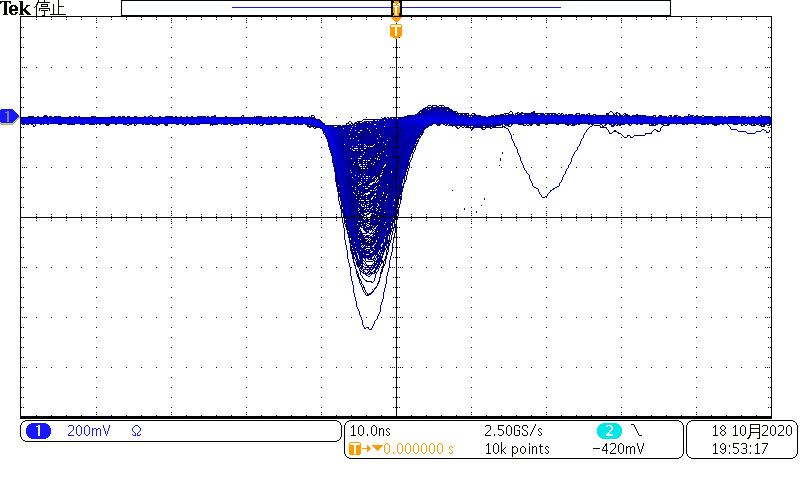 Tek 停止
T
T
1
1 200mV Ω
10.0ns 2.50GS/s 2
T→▼0.000000 s 10k points −420mV
18 10月2020
19:53:17